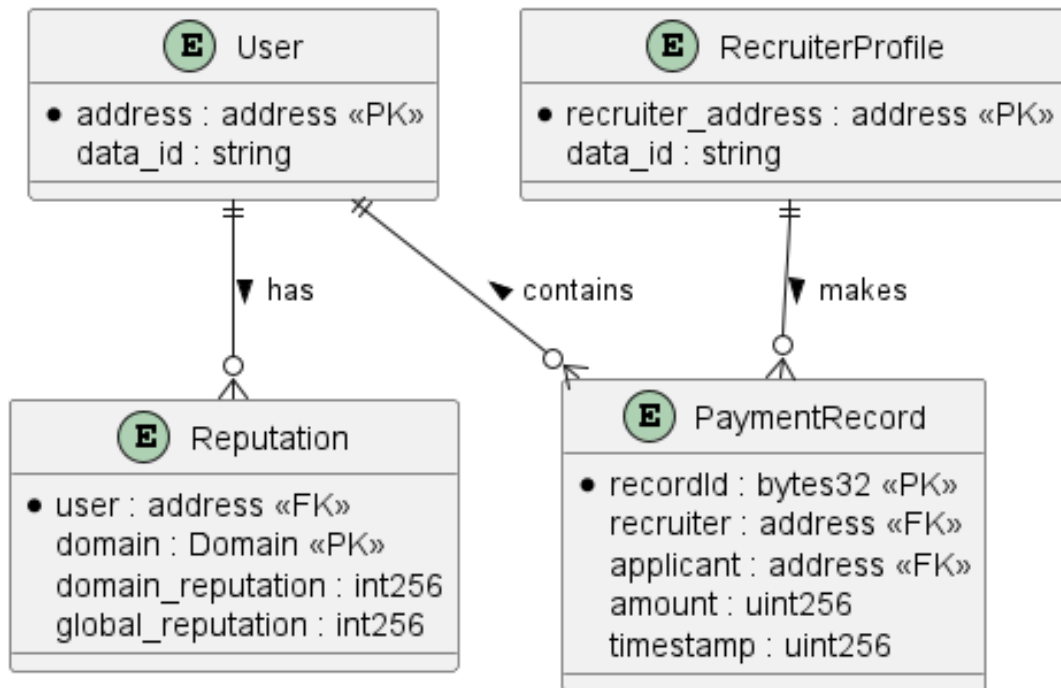 E User
● address : address «PK»
data_id : string
E RecruiterProfile
● recruiter_address : address «PK»
data_id : string
has
contains
makes
E Reputation
● user : address «FK»
domain : Domain «PK»
domain_reputation : int256
global_reputation : int256
E PaymentRecord
● recordId : bytes32 «PK»
recruiter : address «FK»
applicant : address «FK»
amount : uint256
timestamp : uint256